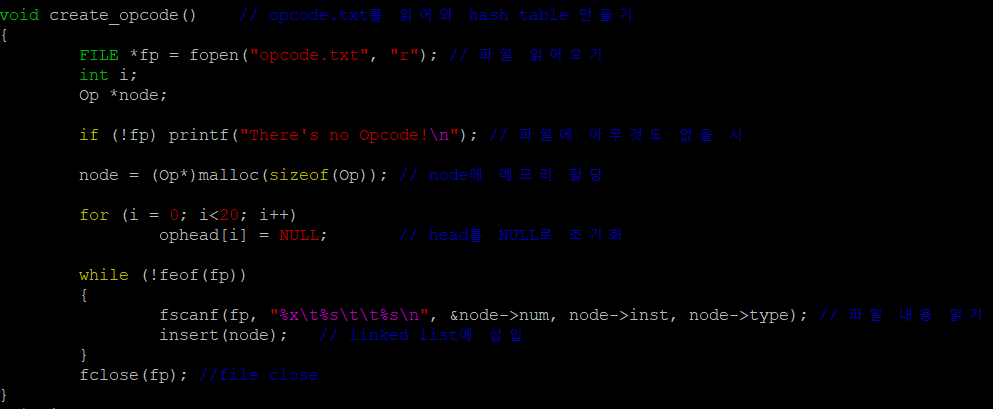 void create_opcode()    // opcode.txt를 읽어와 hash table 만들기
{
        FILE *fp = fopen("opcode.txt", "r"); // 파일 읽어오기
        int i;
        Op *node;

        if (!fp) printf("There's no Opcode!\n"); // 파일에 아무것도 없을 시

        node = (Op*)malloc(sizeof(Op)); // node에 메모리 할당

        for (i = 0; i<20; i++)
                ophead[i] = NULL;       // head를 NULL로 초기화

        while (!feof(fp))
        {
                fscanf(fp, "%x\t%s\t\t%s\n", &node->num, node->inst, node->type); // 파일 내용 읽기
                insert(node);   // linked list에 삽입
        }
        fclose(fp); //file close
}